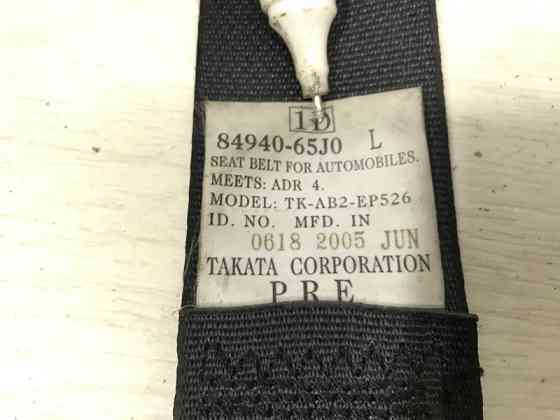 1D
84940-65J0 L
SEAT BELT FOR AUTOMOBILES.
MEETS: ADR 4.
MODEL: TK-AB2-EP526
ID. NO. MFD. IN
0618 2005 JUN
TAKATA CORPORATION
P R E